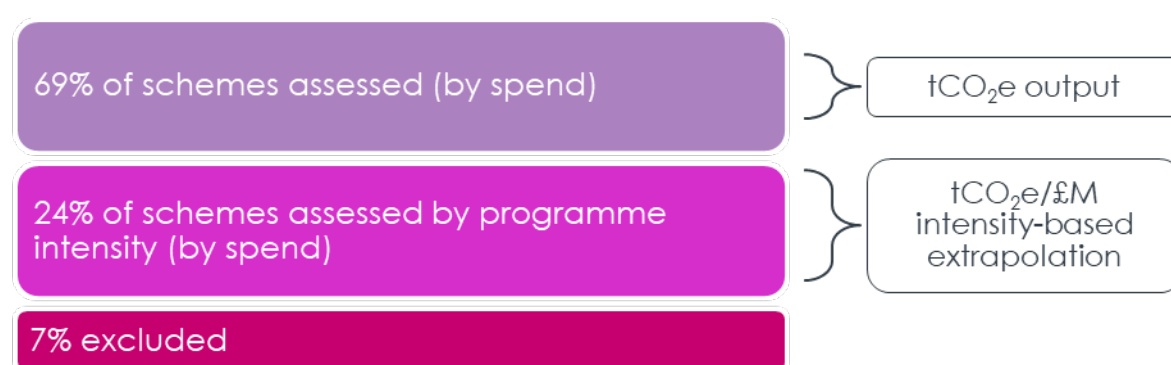 69% of schemes assessed (by spend)
tCO₂e output
24% of schemes assessed by programme
intensity (by spend)
tCO₂e/£M
intensity-based
extrapolation
7% excluded